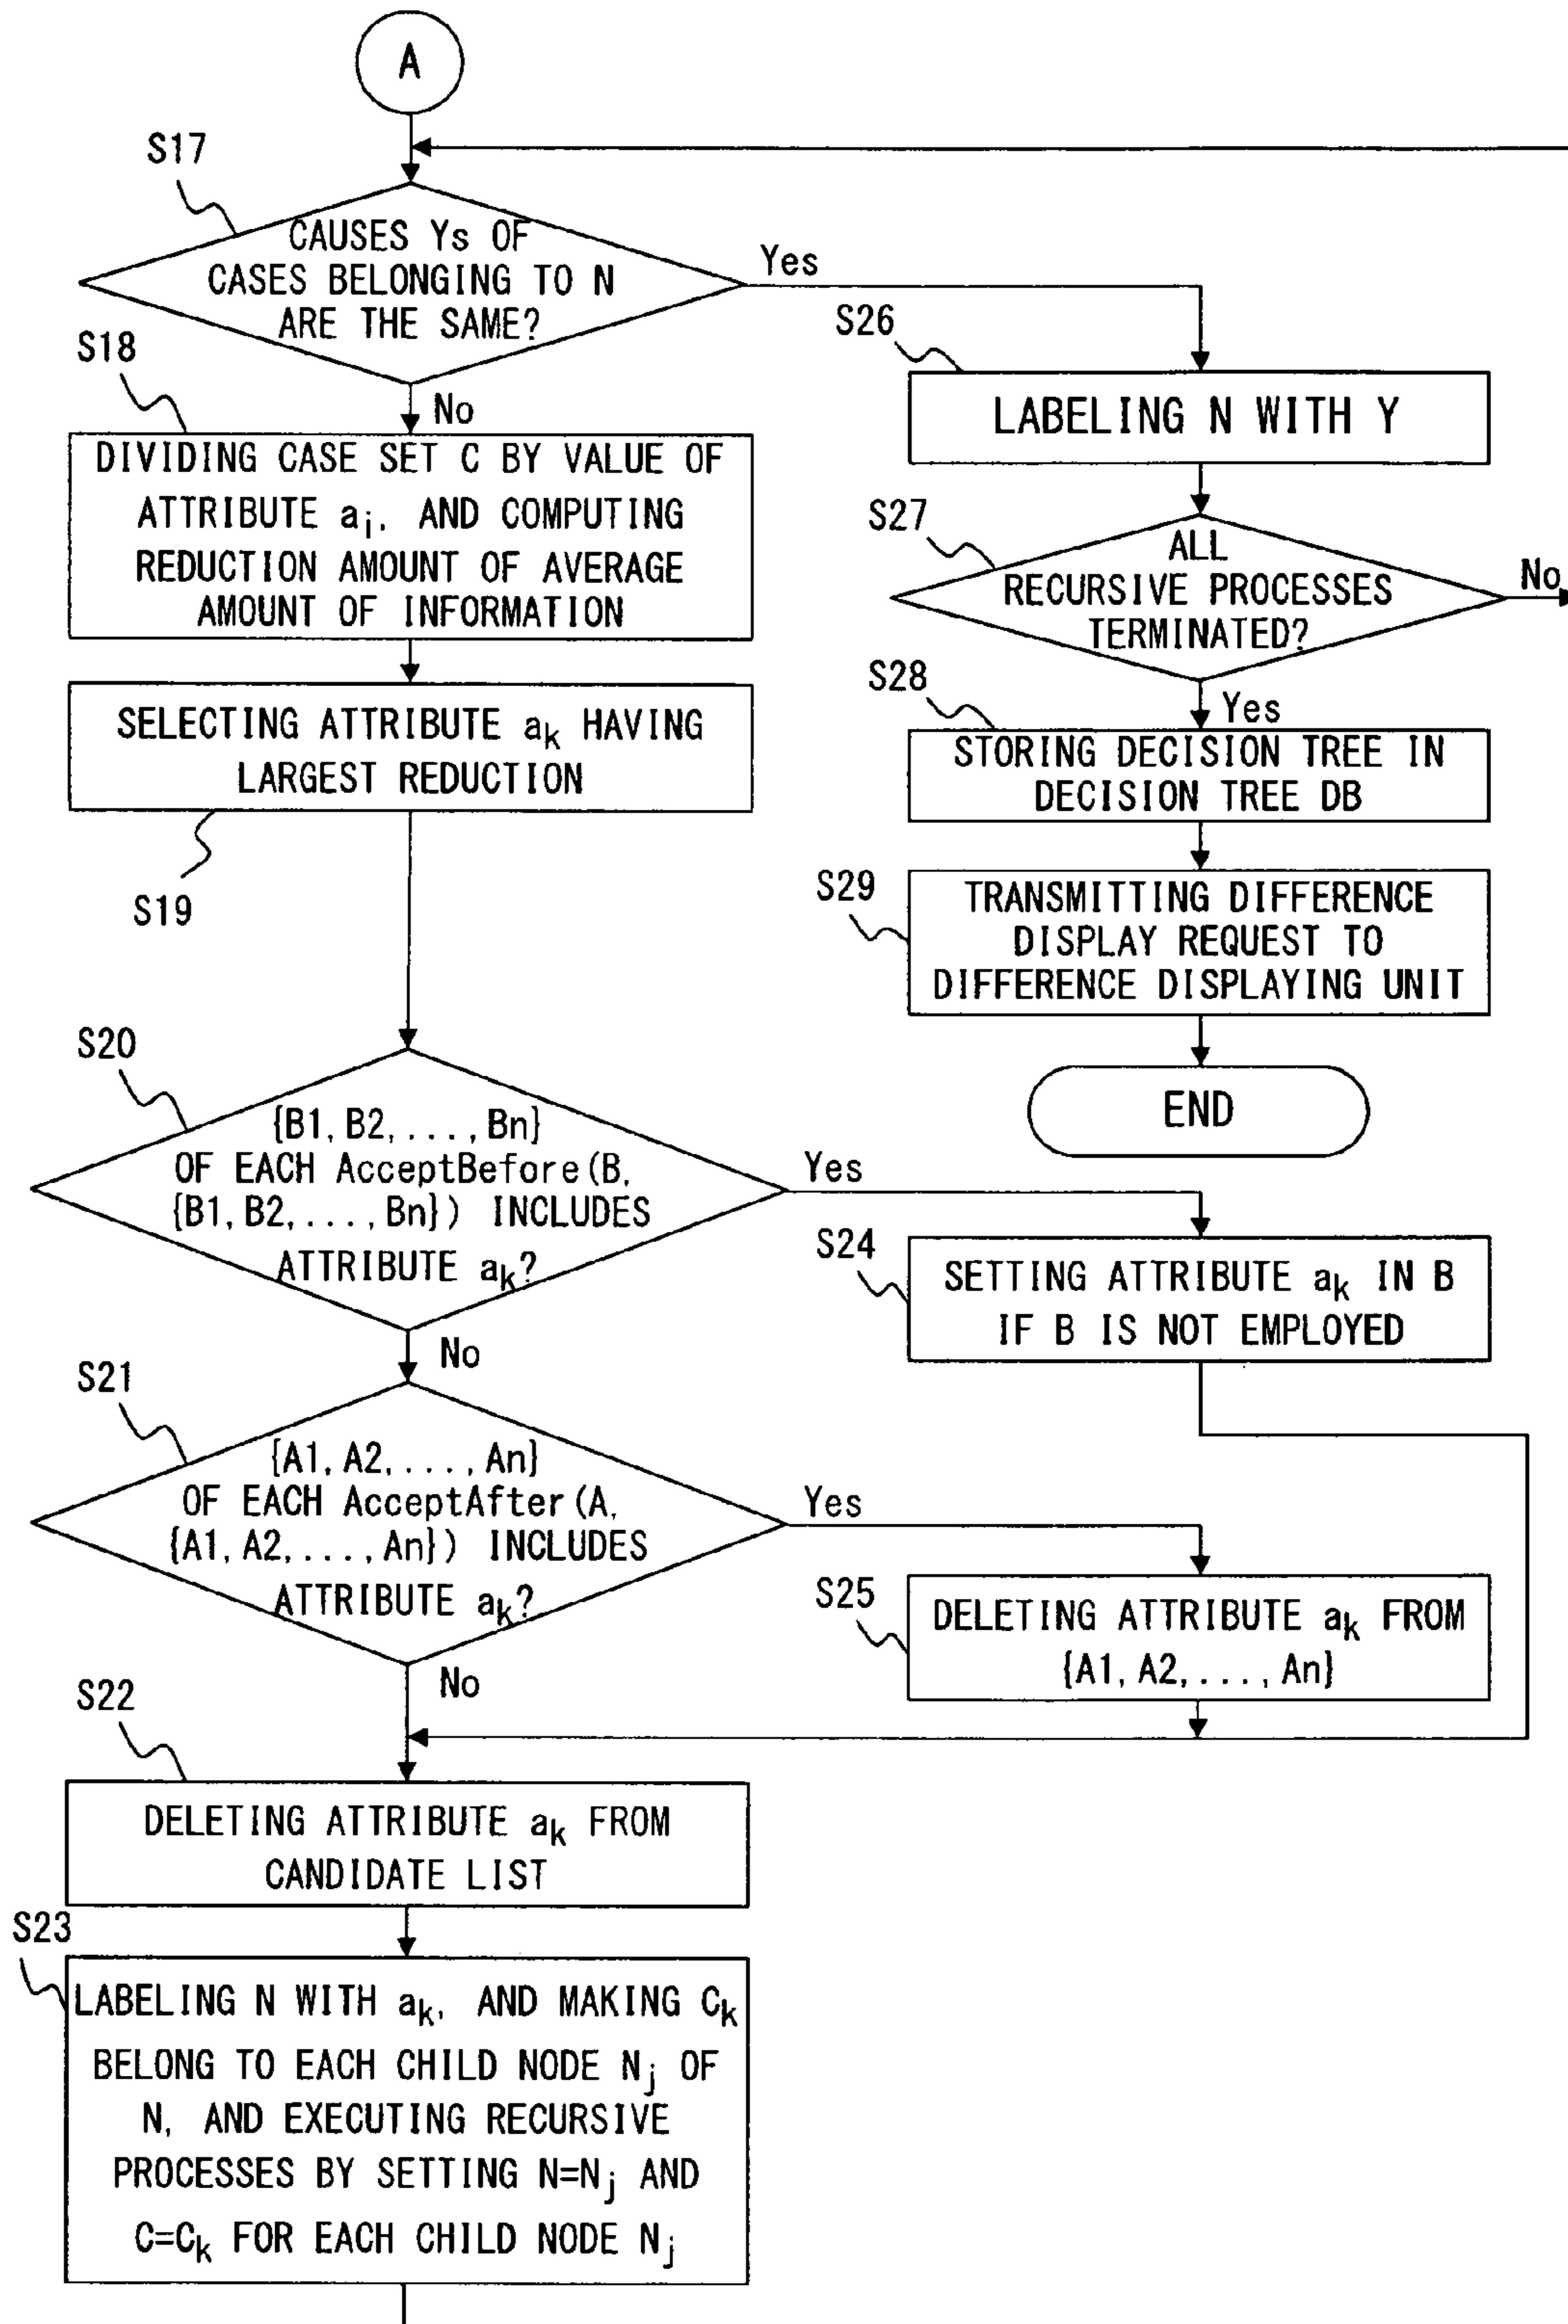 A
S17
CAUSES Ys OF
CASES BELONGING TO N
ARE THE SAME?
Yes
No
S18
DIVIDING CASE SET C BY VALUE OF
ATTRIBUTE ai, AND COMPUTING
REDUCTION AMOUNT OF AVERAGE
AMOUNT OF INFORMATION
SELECTING ATTRIBUTE ak HAVING
LARGEST REDUCTION
S19
S20
{B1, B2, ..., Bn}
OF EACH AcceptBefore(B,
{B1, B2, ..., Bn}) INCLUDES
ATTRIBUTE ak?
Yes
No
S21
{A1, A2, ..., An}
OF EACH AcceptAfter(A,
{A1, A2, ..., An}) INCLUDES
ATTRIBUTE ak?
Yes
No
S22
DELETING ATTRIBUTE ak FROM
CANDIDATE LIST
S23
LABELING N WITH ak, AND MAKING Ck
BELONG TO EACH CHILD NODE Nj OF
N, AND EXECUTING RECURSIVE
PROCESSES BY SETTING N=Nj AND
C=Ck FOR EACH CHILD NODE Nj
S26
LABELING N WITH Y
S27
ALL
RECURSIVE PROCESSES
TERMINATED?
No
Yes
S28
STORING DECISION TREE IN
DECISION TREE DB
S29
TRANSMITTING DIFFERENCE
DISPLAY REQUEST TO
DIFFERENCE DISPLAYING UNIT
END
S24
SETTING ATTRIBUTE ak IN B
IF B IS NOT EMPLOYED
S25
DELETING ATTRIBUTE ak FROM
{A1, A2, ..., An}